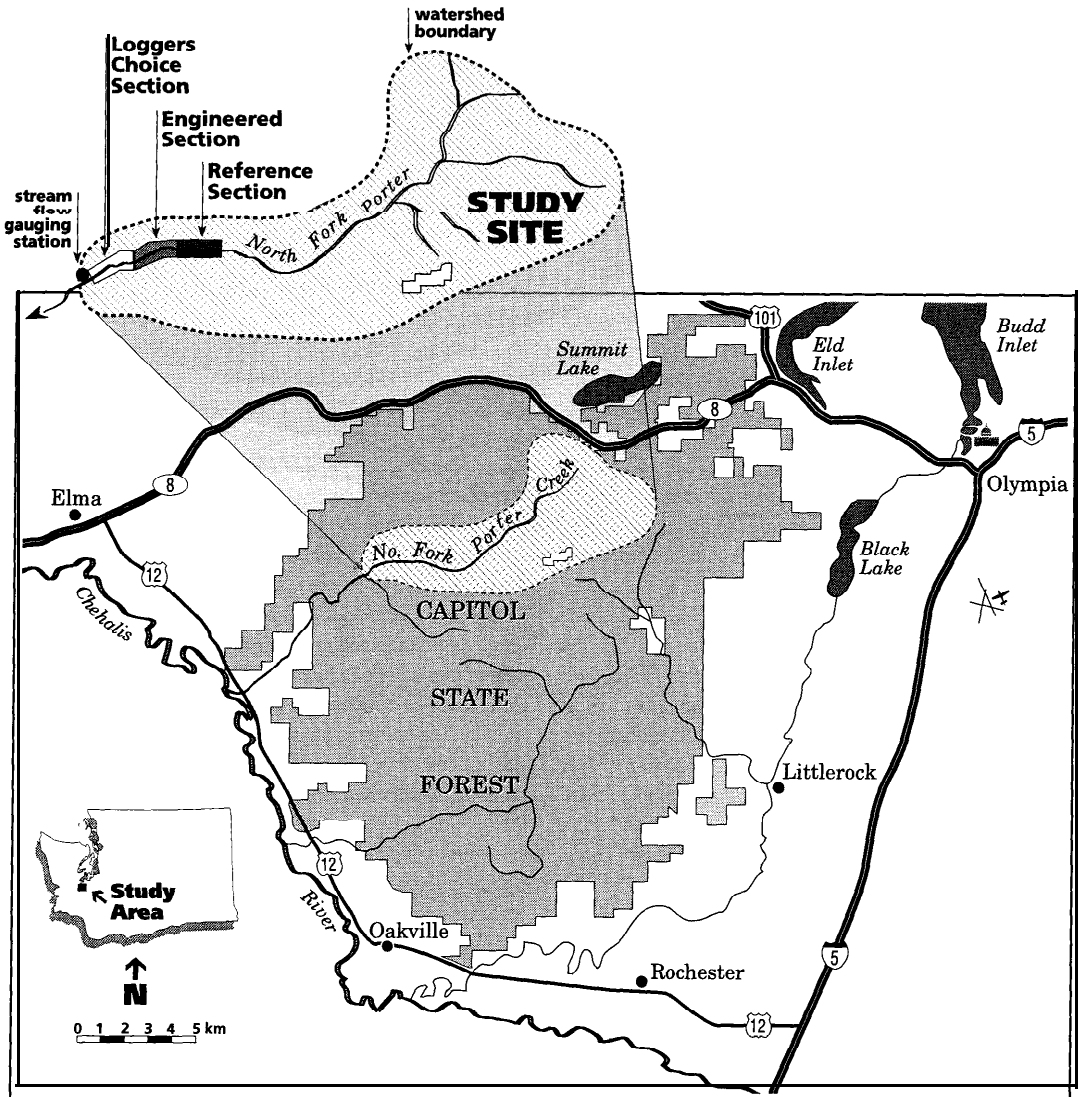 watershed
boundary
Loggers
Choice
Section
Engineered
Section
Reference
Section
stream
flow
gauging
station
North Fork Porter
STUDY
SITE
101
Summit
Lake
Eld
Inlet
Budd
Inlet
8
5
Olympia
8
Elma
No. Fork Porter Creek
Black
Lake
12
Chehalis
CAPITOL
STATE
FOREST
Littlerock
12
Study
Area
River
Oakville
N
Rochester
5
12
0 1 2 3 4 5 km